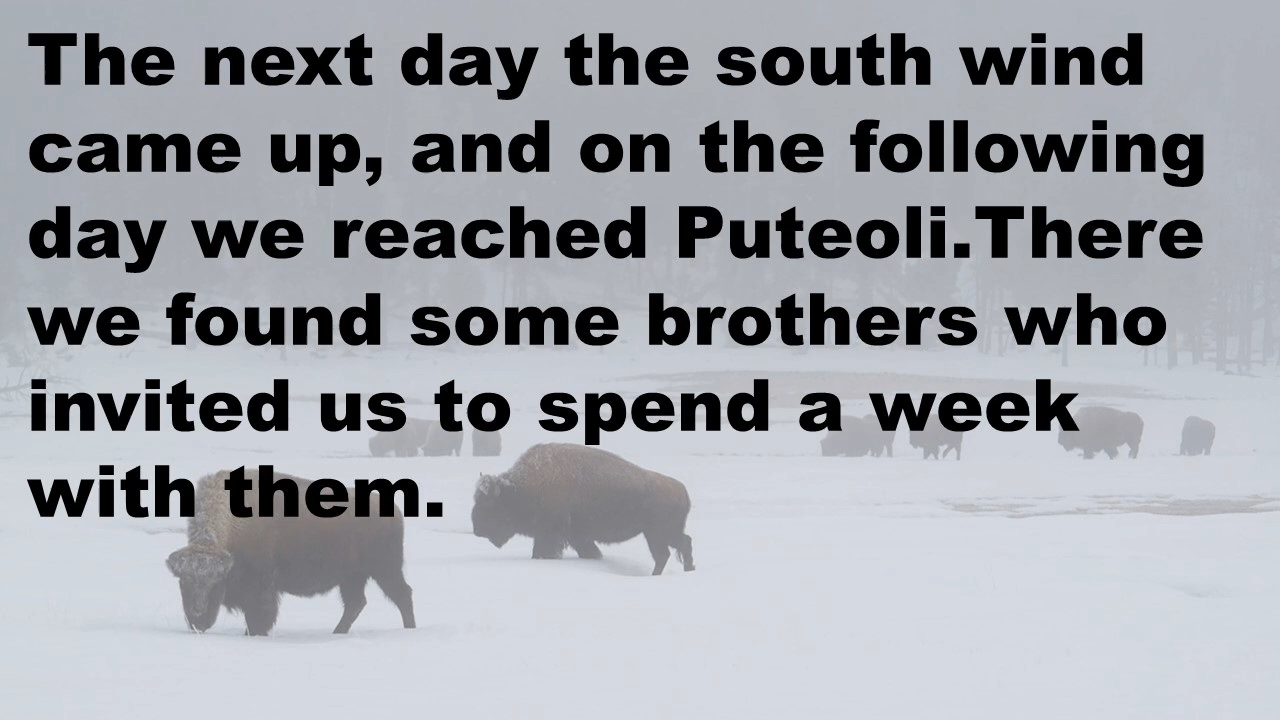 The next day the south wind
came up, and on the following
day we reached Puteoli.There
we found some brothers who
invited us to spend a week
with them.